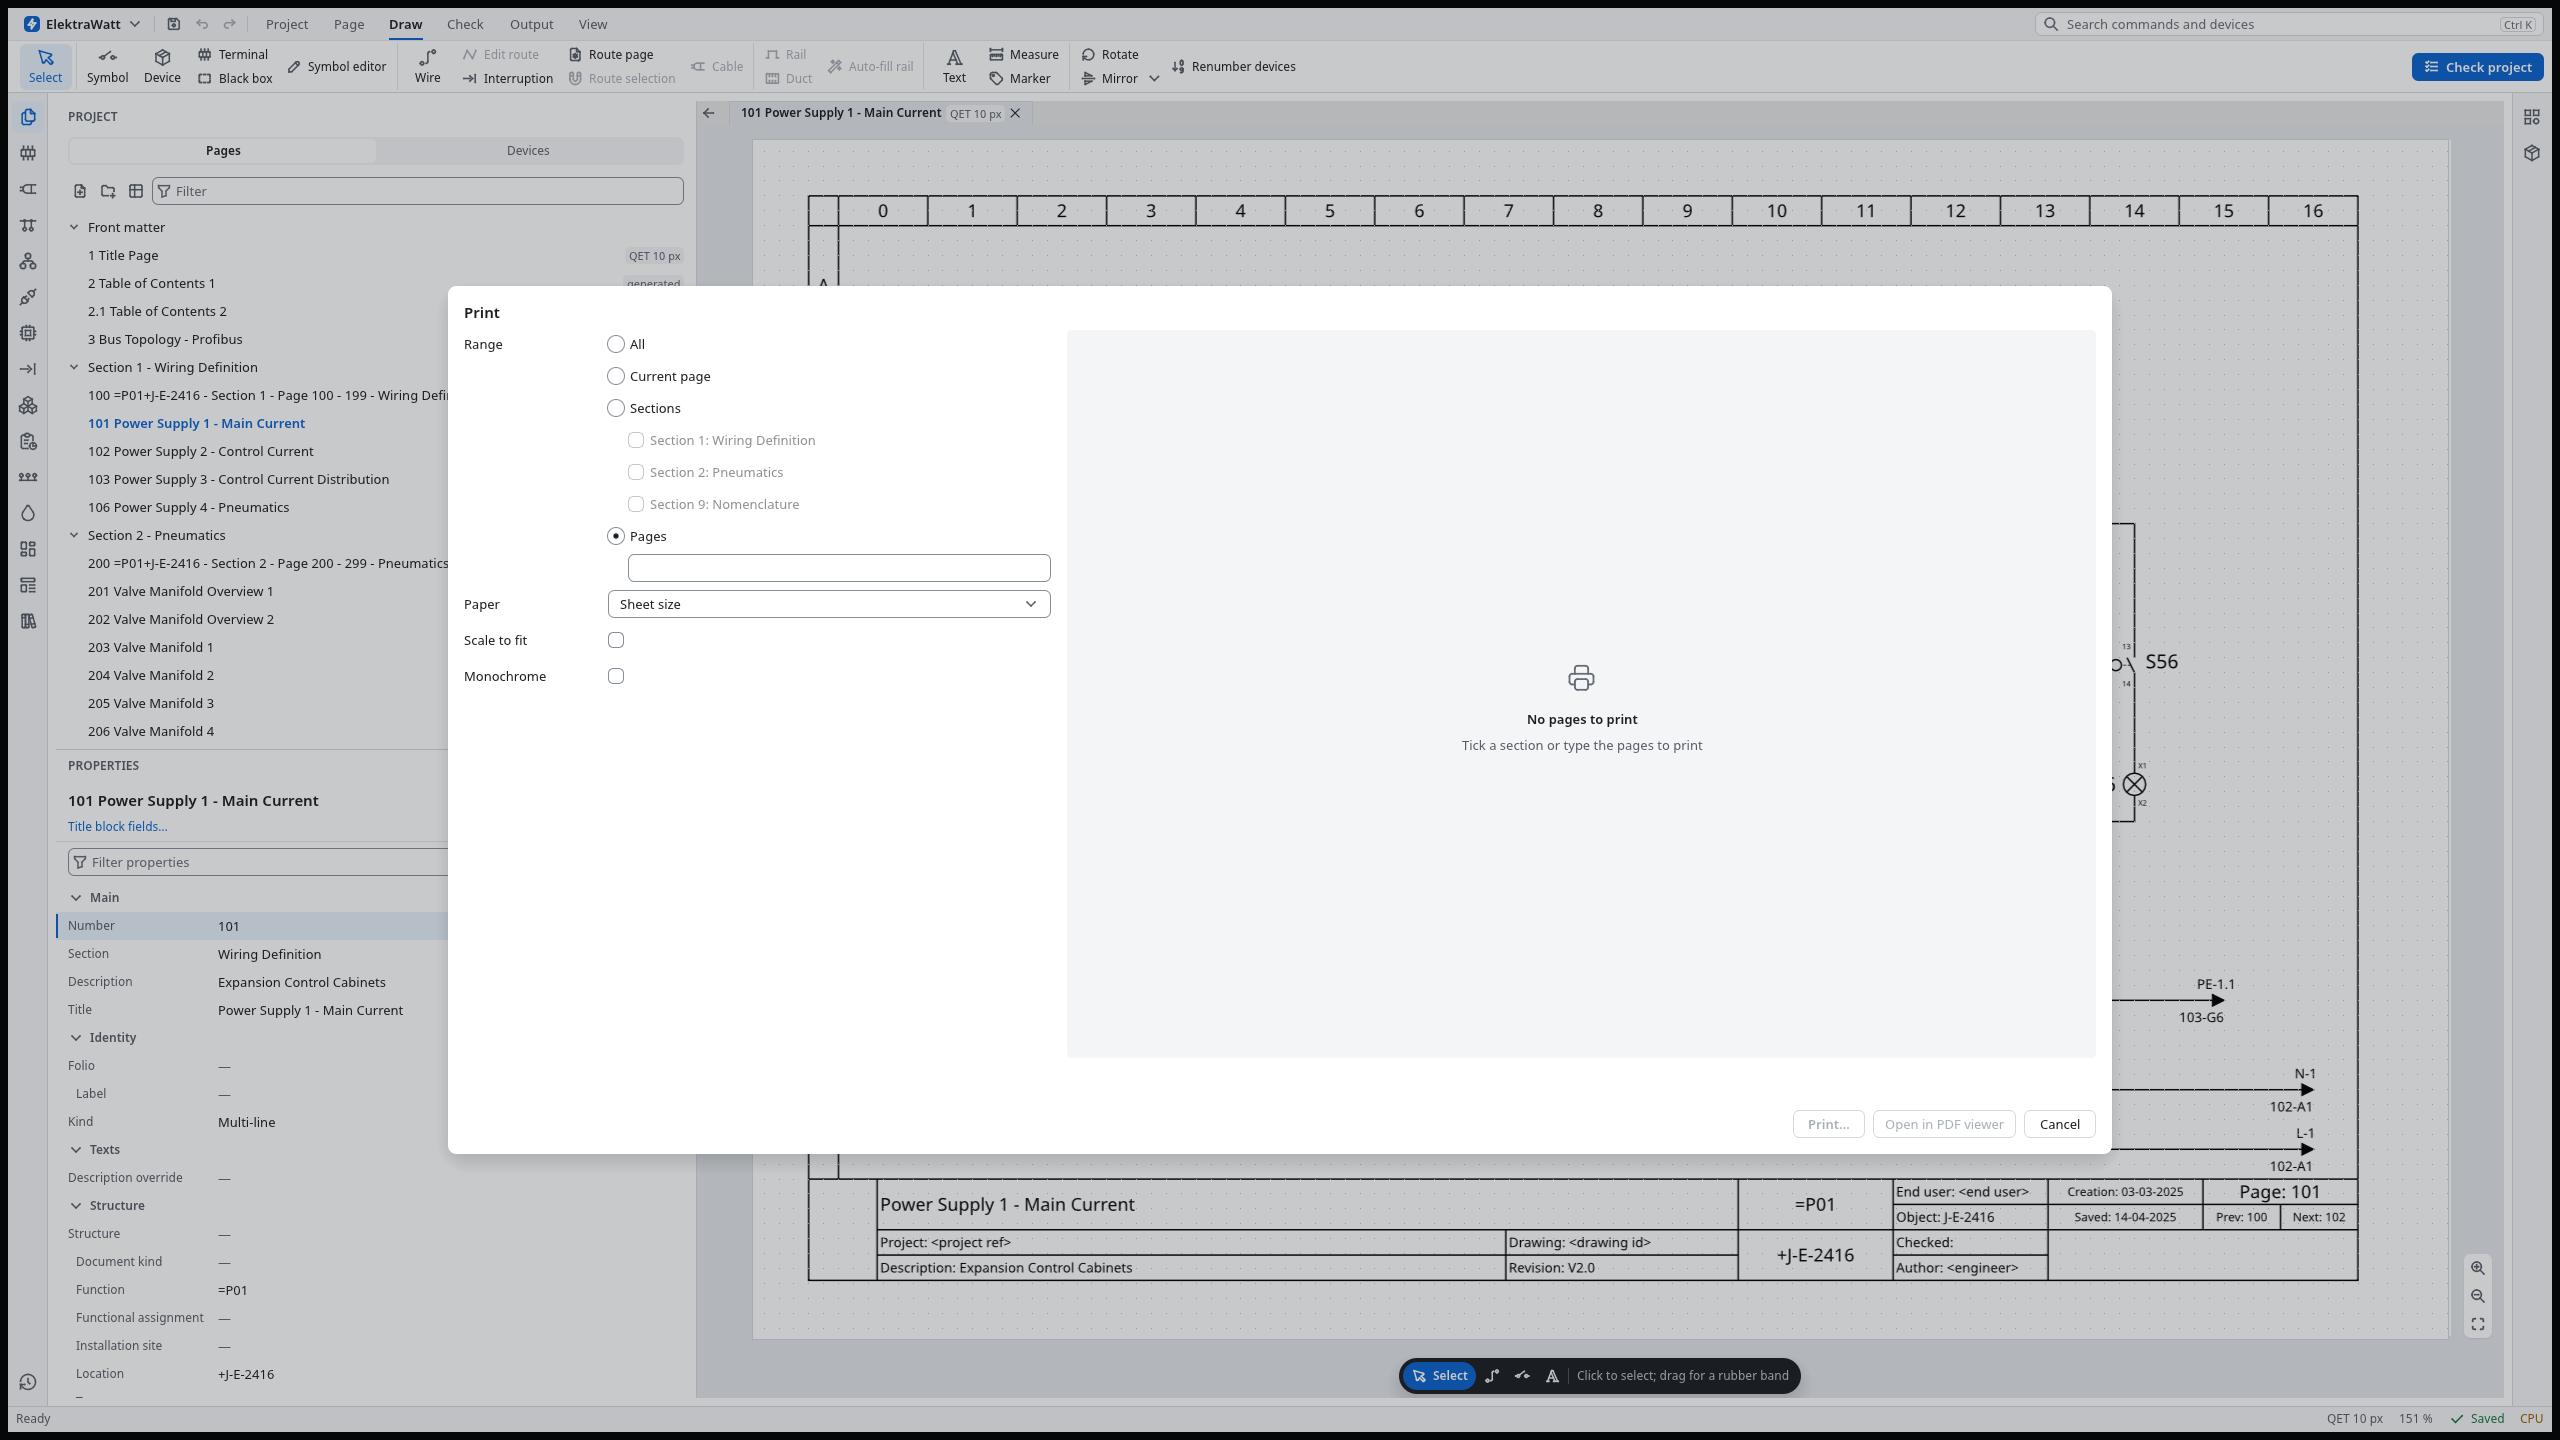 ElektraWatt
Project Page Draw Check Output View
Search commands and devices Ctrl K
Select Symbol Device Terminal Black box Symbol editor Wire Edit route Interruption Route page Route selection Cable Rail Duct Auto-fill rail Text Measure Marker Rotate Mirror Renumber devices Check project
PROJECT
Pages Devices
Filter
Front matter
1 Title Page QET 10 px
2 Table of Contents 1 generated
2.1 Table of Contents 2
3 Bus Topology - Profibus
Section 1 - Wiring Definition
100 =P01+J-E-2416 - Section 1 - Page 100 - 199 - Wiring Defi
101 Power Supply 1 - Main Current
102 Power Supply 2 - Control Current
103 Power Supply 3 - Control Current Distribution
106 Power Supply 4 - Pneumatics
Section 2 - Pneumatics
200 =P01+J-E-2416 - Section 2 - Page 200 - 299 - Pneumatics
201 Valve Manifold Overview 1
202 Valve Manifold Overview 2
203 Valve Manifold 1
204 Valve Manifold 2
205 Valve Manifold 3
206 Valve Manifold 4
PROPERTIES
101 Power Supply 1 - Main Current
Title block fields...
Filter properties
Main
Number 101
Section Wiring Definition
Description Expansion Control Cabinets
Title Power Supply 1 - Main Current
Identity
Folio —
Label —
Kind Multi-line
Texts
Description override —
Structure
Structure —
Document kind —
Function =P01
Functional assignment —
Installation site —
Location +J-E-2416
101 Power Supply 1 - Main Current QET 10 px
0 1 2 3 4 5 6 7 8 9 10 11 12 13 14 15 16
A
Print
Range
All
Current page
Sections
Section 1: Wiring Definition
Section 2: Pneumatics
Section 9: Nomenclature
Pages
Paper Sheet size
Scale to fit
Monochrome
No pages to print
Tick a section or type the pages to print
Print... Open in PDF viewer Cancel
13
S56
14
X1
X2
PE-1.1
103-G6
N-1
102-A1
L-1
102-A1
Power Supply 1 - Main Current
=P01
End user: <end user>
Creation: 03-03-2025
Page: 101
Object: J-E-2416
Saved: 14-04-2025
Prev: 100
Next: 102
Project: <project ref>
Drawing: <drawing id>
+J-E-2416
Checked:
Description: Expansion Control Cabinets
Revision: V2.0
Author: <engineer>
Select Click to select; drag for a rubber band
Ready
QET 10 px 151 % Saved CPU